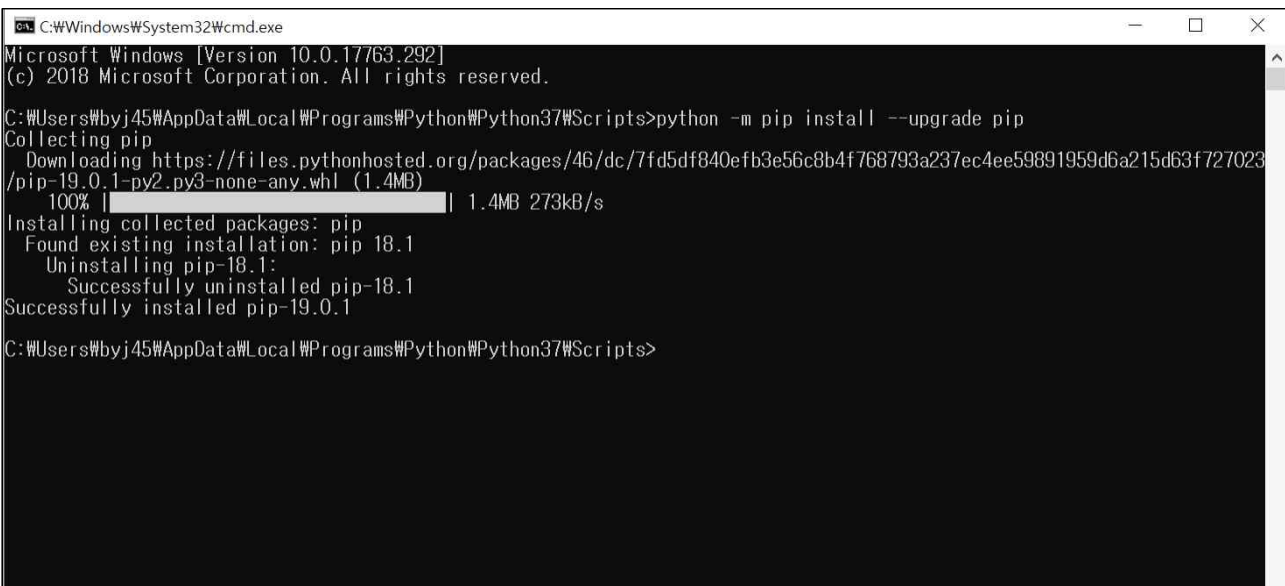 C:₩Windows₩System32₩cmd.exe
Microsoft Windows [Version 10.0.17763.292]
(c) 2018 Microsoft Corporation. All rights reserved.
C:₩Users₩byj45₩AppData₩Local₩Programs₩Python₩Python37₩Scripts>python -m pip install --upgrade pip
Collecting pip
Downloading https://files.pythonhosted.org/packages/46/dc/7fd5df840efb3e56c8b4f768793a237ec4ee59891959d6a215d63f727023
/pip-19.0.1-py2.py3-none-any.whl (1.4MB)
100% | | 1.4MB 273kB/s
Installing collected packages: pip
Found existing installation: pip 18.1
Uninstalling pip-18.1:
Successfully uninstalled pip-18.1
Successfully installed pip-19.0.1
C:₩Users₩byj45₩AppData₩Local₩Programs₩Python₩Python37₩Scripts>